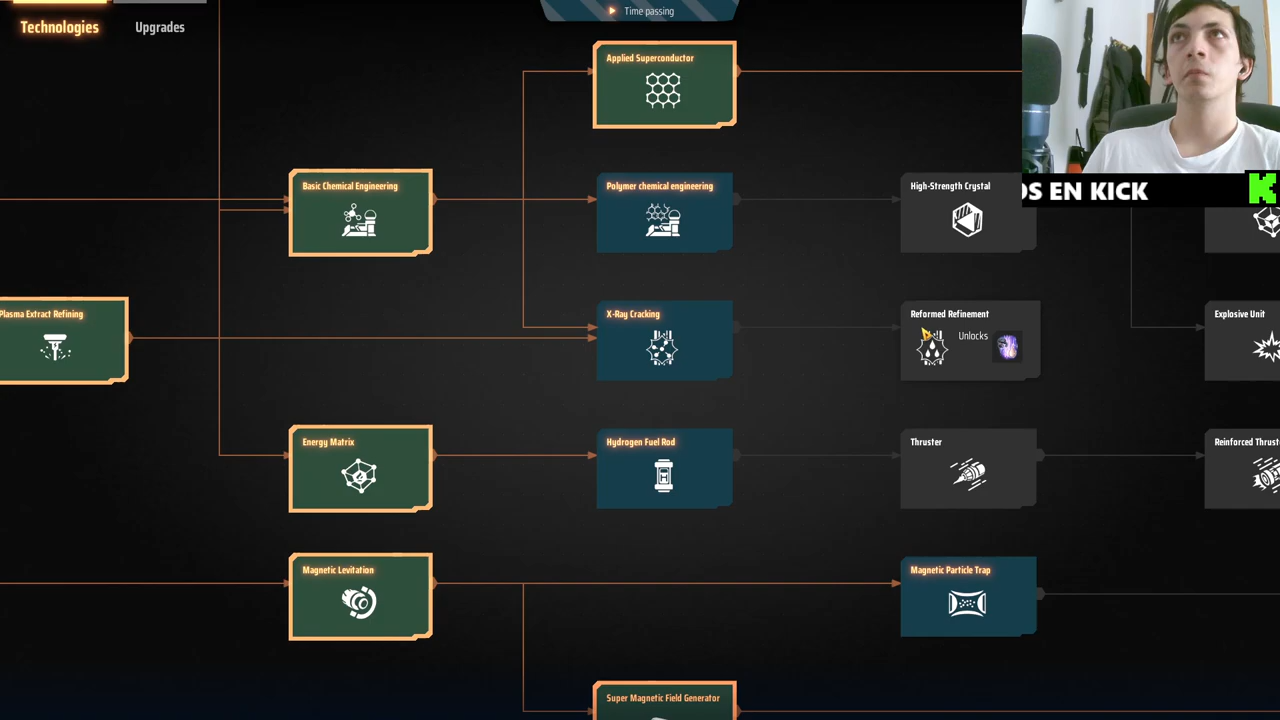 Technologies
Upgrades
Time passing
Applied Superconductor
Basic Chemical Engineering
Polymer chemical engineering
High-Strength Crystal
OS EN KICK
Plasma Extract Refining
X-Ray Cracking
Reformed Refinement
Unlocks
Explosive Unit
Energy Matrix
Hydrogen Fuel Rod
Thruster
Reinforced Thrust
Magnetic Levitation
Magnetic Particle Trap
Super Magnetic Field Generator